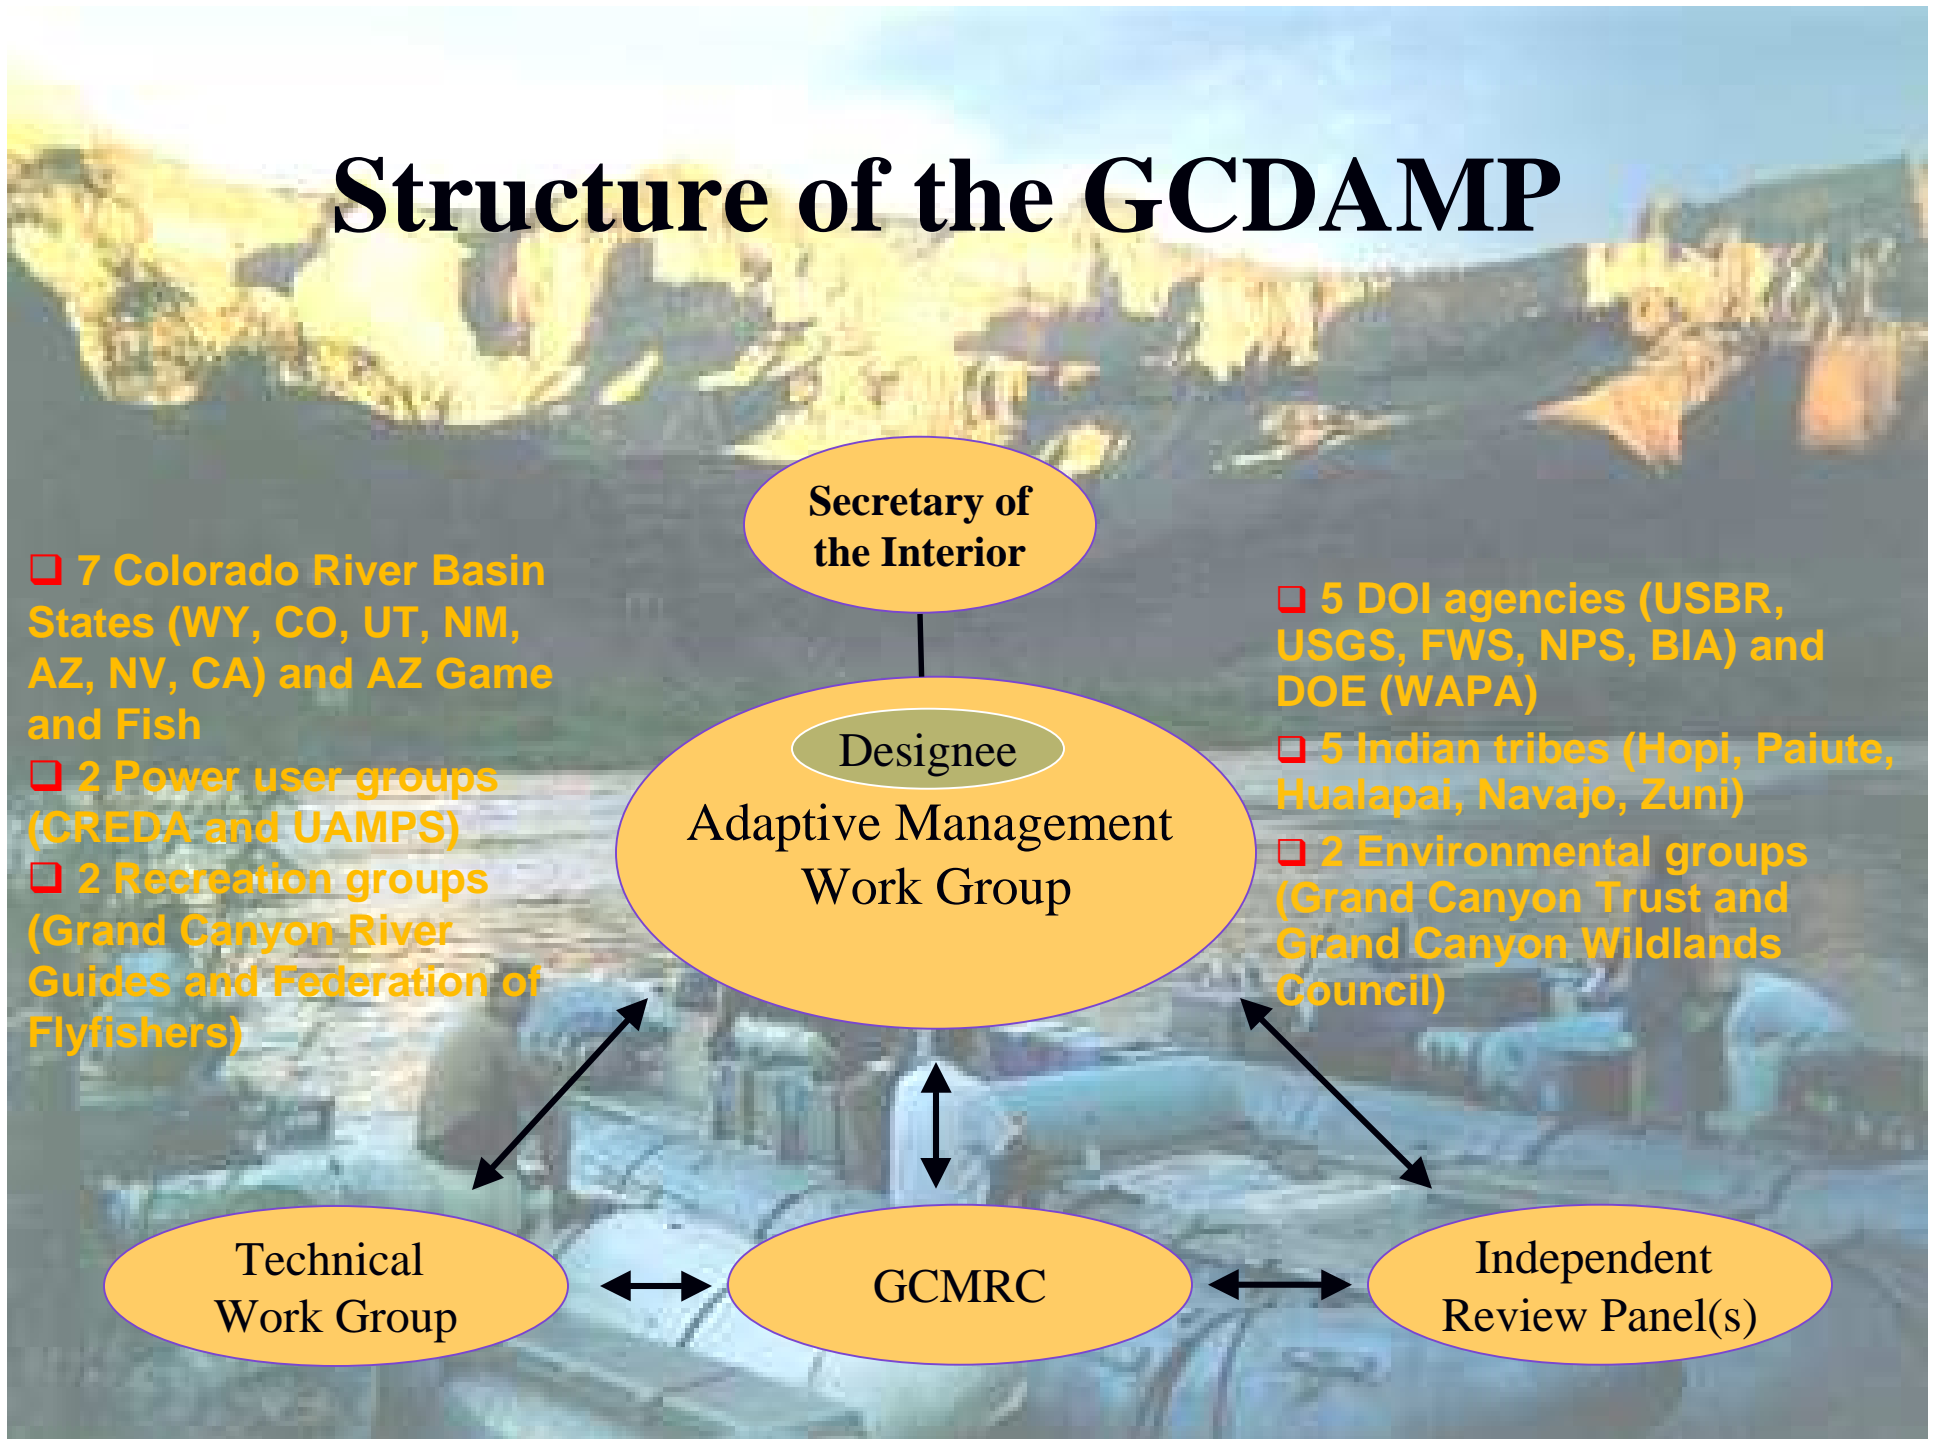 Structure of the GCDAMP
Secretary of
the Interior
❑ 7 Colorado River Basin
States (WY, CO, UT, NM,
AZ, NV, CA) and AZ Game
and Fish
❑ 2 Power user groups
(CREDA and UAMPS)
❑ 2 Recreation groups
(Grand Canyon River
Guides and Federation of
Flyfishers)
Designee
Adaptive Management
Work Group
❑ 5 DOI agencies (USBR,
USGS, FWS, NPS, BIA) and
DOE (WAPA)
❑ 5 Indian tribes (Hopi, Paiute,
Hualapai, Navajo, Zuni)
❑ 2 Environmental groups
(Grand Canyon Trust and
Grand Canyon Wildlands
Council)
Technical
Work Group
GCMRC
Independent
Review Panel(s)